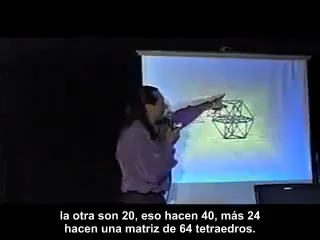 la otra son 20, eso hacen 40, más 24
hacen una matriz de 64 tetraedros.